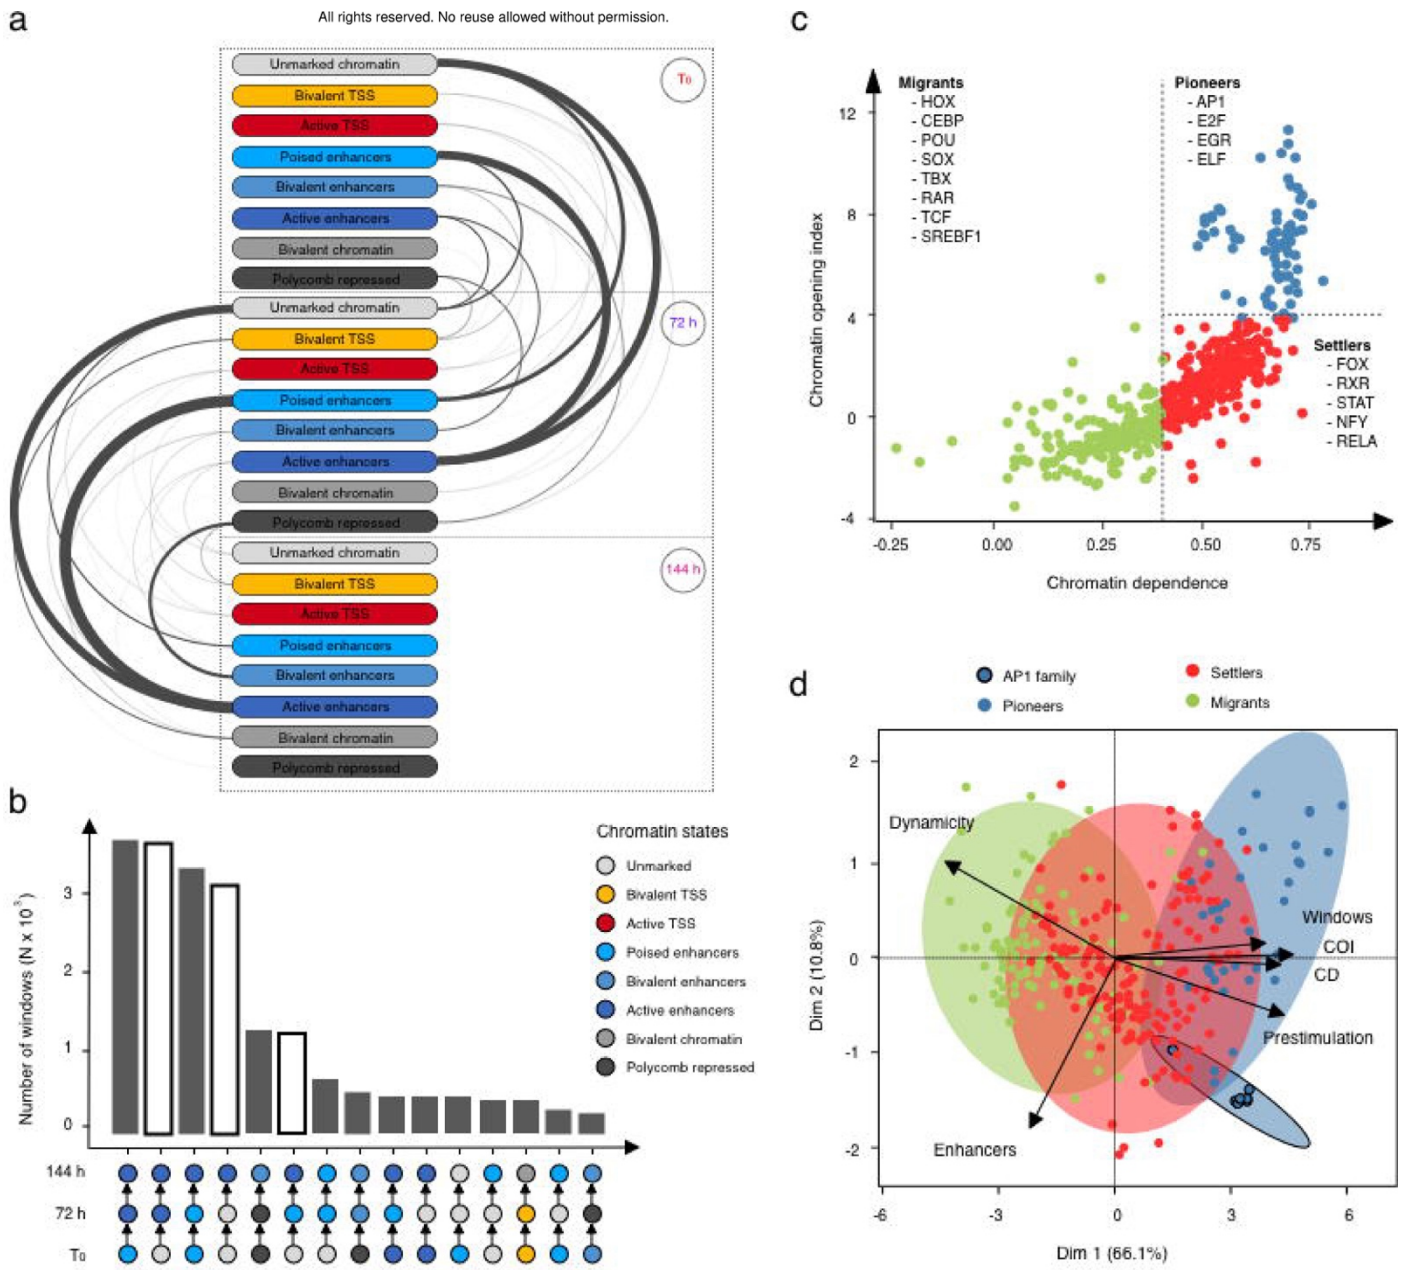 a
All rights reserved. No reuse allowed without permission.
Unmarked chromatin
Bivalent TSS
Active TSS
Poised enhancers
Bivalent enhancers
Active enhancers
Bivalent chromatin
Polycomb repressed
T0
Unmarked chromatin
Bivalent TSS
Active TSS
Poised enhancers
Bivalent enhancers
Active enhancers
Bivalent chromatin
Polycomb repressed
72 h
Unmarked chromatin
Bivalent TSS
Active TSS
Poised enhancers
Bivalent enhancers
Active enhancers
Bivalent chromatin
Polycomb repressed
144 h
b
Number of windows (N x 10³)
3
2
1
0
144 h
72 h
T0
Chromatin states
Unmarked
Bivalent TSS
Active TSS
Poised enhancers
Bivalent enhancers
Active enhancers
Bivalent chromatin
Polycomb repressed
c
Chromatin opening index
12
8
4
0
-4
-0.25 0.00 0.25 0.50 0.75
Chromatin dependence
Migrants
- HOX
- CEBP
- POU
- SOX
- TBX
- RAR
- TCF
- SREBF1
Pioneers
- AP1
- E2F
- EGR
- ELF
Settlers
- FOX
- RXR
- STAT
- NFY
- RELA
d
AP1 family
Pioneers
Settlers
Migrants
Dim 2 (10.8%)
2
1
0
-1
-2
-6 -3 0 3 6
Dim 1 (66.1%)
Dynamicity
Windows
COI
CD
Prestimulation
Enhancers